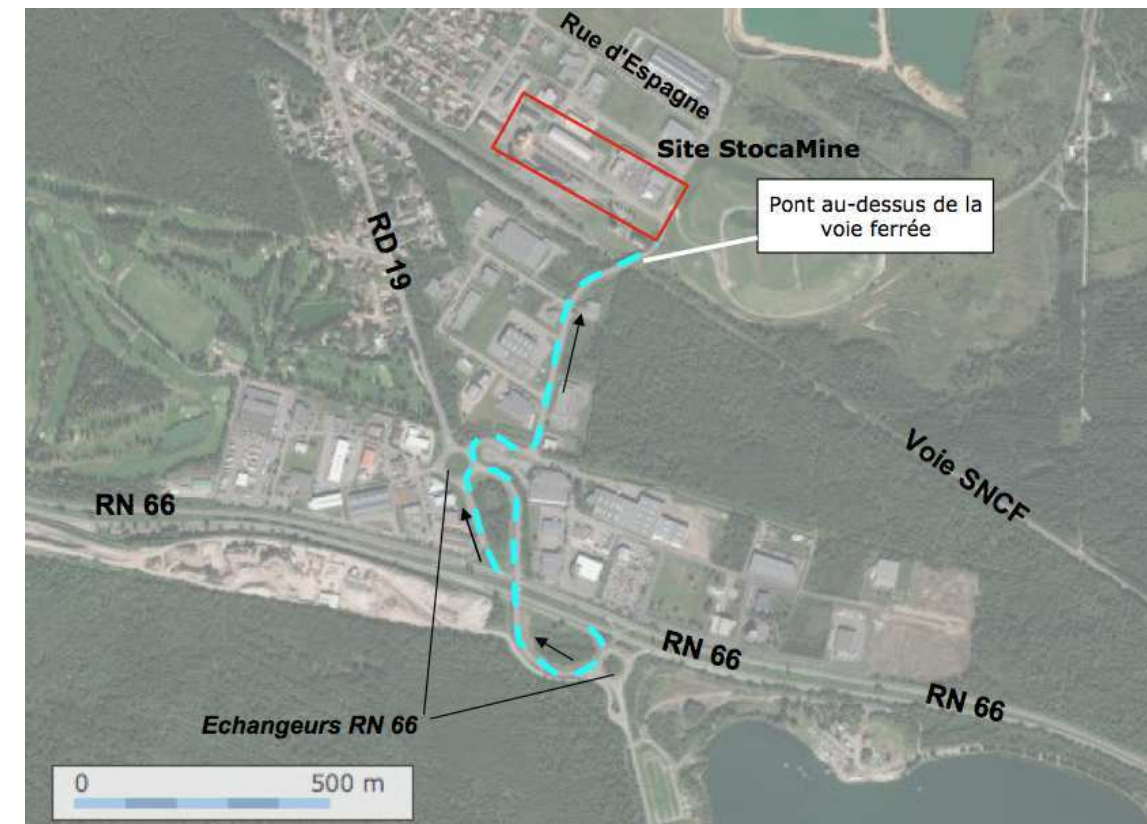 Rue d'Espagne
Site StocaMine
Pont au-dessus de la
voie ferrée
RD 19
Voie SNCF
RN 66
RN 66
RN 66
Echangeurs RN 66
0 500 m